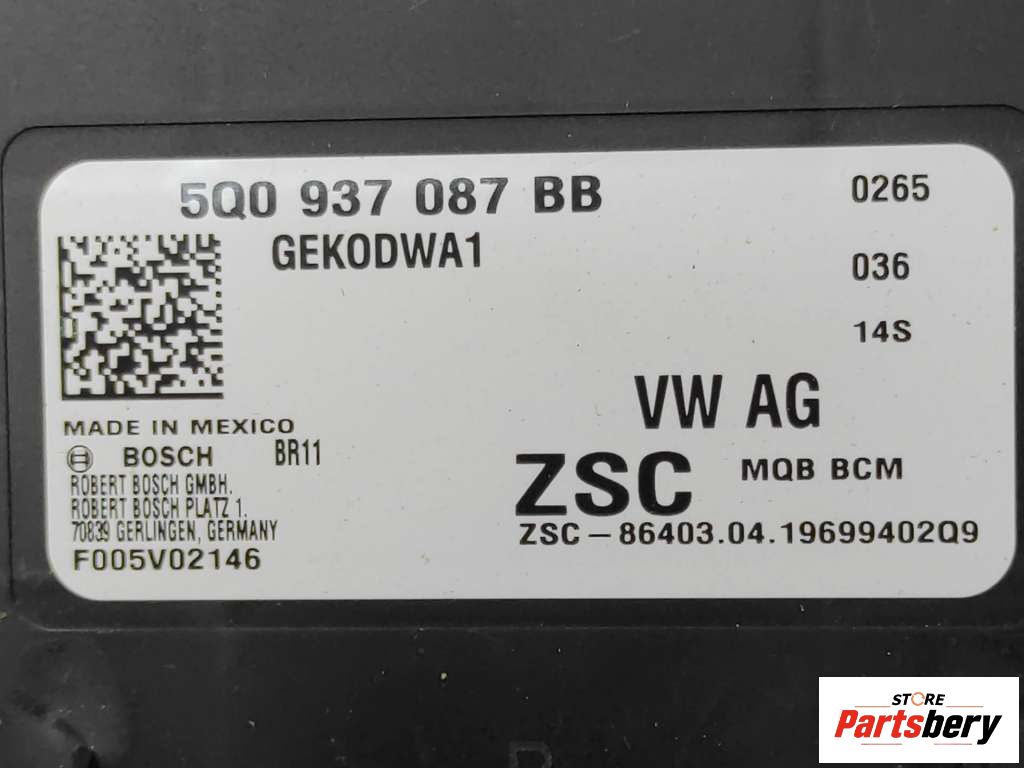 5Q0 937 087 BB
0265
GEKODWA1
036
14S
VW AG
MADE IN MEXICO
BOSCH BR11
ZSC MQB BCM
ROBERT BOSCH GMBH.
ROBERT BOSCH PLATZ 1.
70839 GERLINGEN, GERMANY
ZSC-86403.04.19699402Q9
F005V02146
STORE
Partsbery